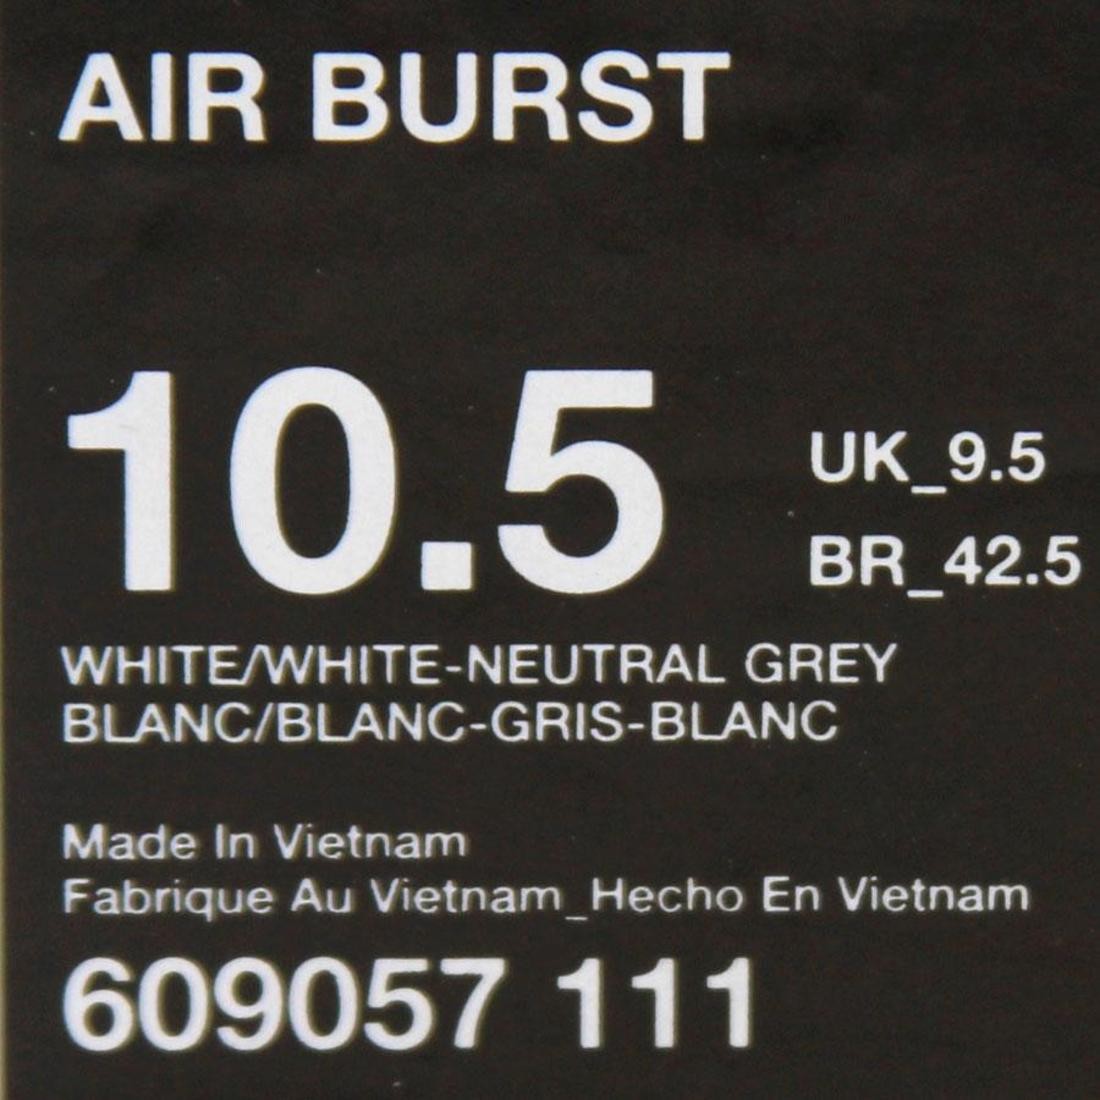 AIR BURST
10.5
UK_9.5
BR_42.5
WHITE/WHITE-NEUTRAL GREY
BLANC/BLANC-GRIS-BLANC
Made In Vietnam
Fabrique Au Vietnam_Hecho En Vietnam
609057 111